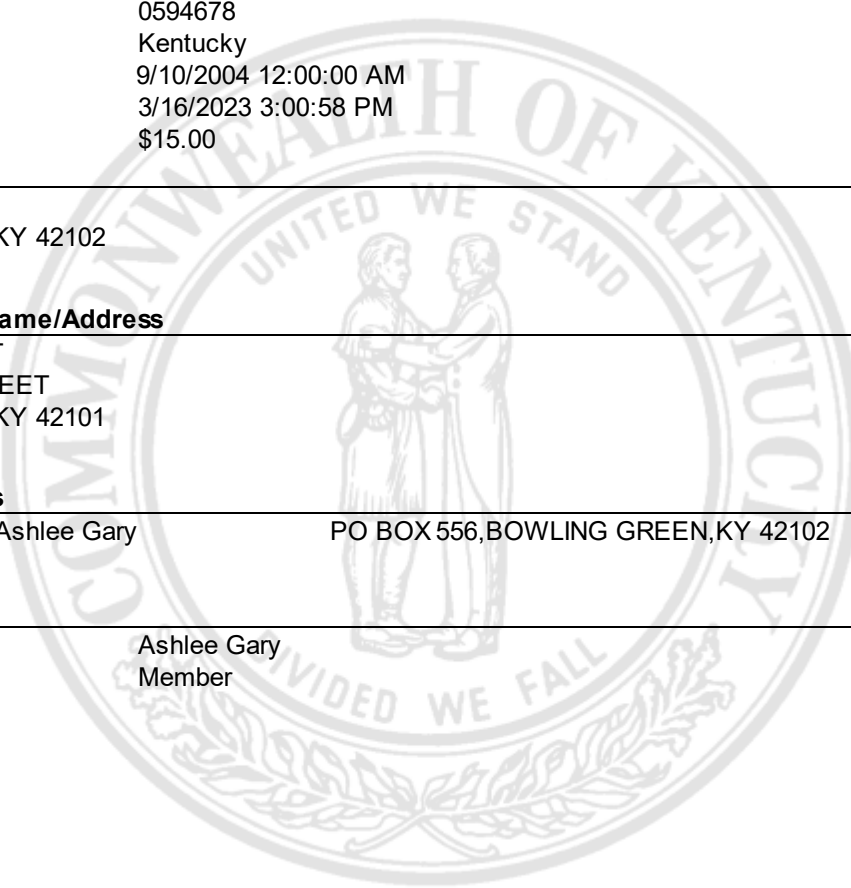 0594678
Kentucky
9/10/2004 12:00:00 AM
3/16/2023 3:00:58 PM
$15.00
KY 42102
ame/Address
EET
KY 42101
s
Ashlee Gary PO BOX 556,BOWLING GREEN,KY 42102
Ashlee Gary
Member
COMMONWEALTH OF KENTUCKY
UNITED WE STAND
DIVIDED WE FALL